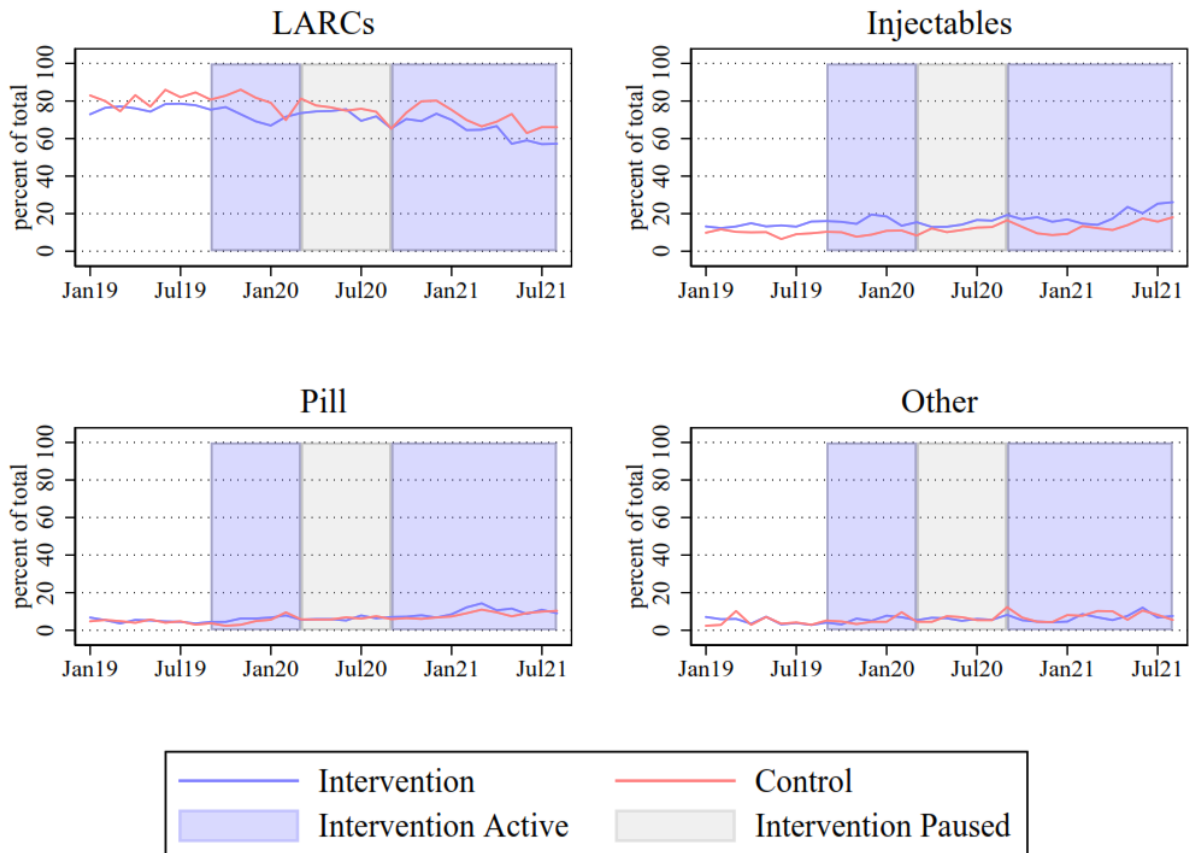 LARCs
percent of total
0 20 40 60 80 100
Jan19 Jul19 Jan20 Jul20 Jan21 Jul21
Injectables
percent of total
0 20 40 60 80 100
Jan19 Jul19 Jan20 Jul20 Jan21 Jul21
Pill
percent of total
0 20 40 60 80 100
Jan19 Jul19 Jan20 Jul20 Jan21 Jul21
Other
percent of total
0 20 40 60 80 100
Jan19 Jul19 Jan20 Jul20 Jan21 Jul21
Intervention Control
Intervention Active Intervention Paused